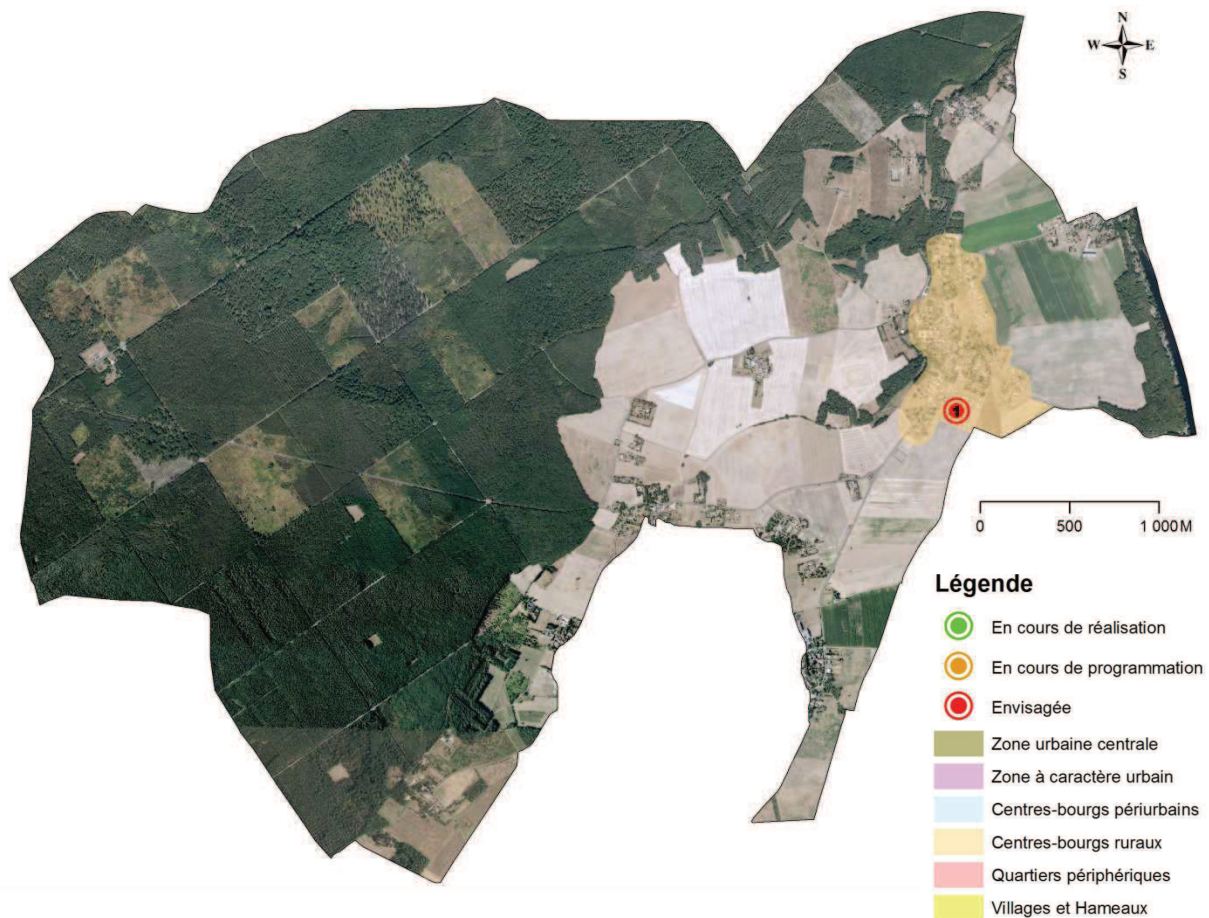 N
W E
S
1
0 500 1 000 M
Légende
En cours de réalisation
En cours de programmation
Envisagée
Zone urbaine centrale
Zone à caractère urbain
Centres-bourgs périurbains
Centres-bourgs ruraux
Quartiers périphériques
Villages et Hameaux